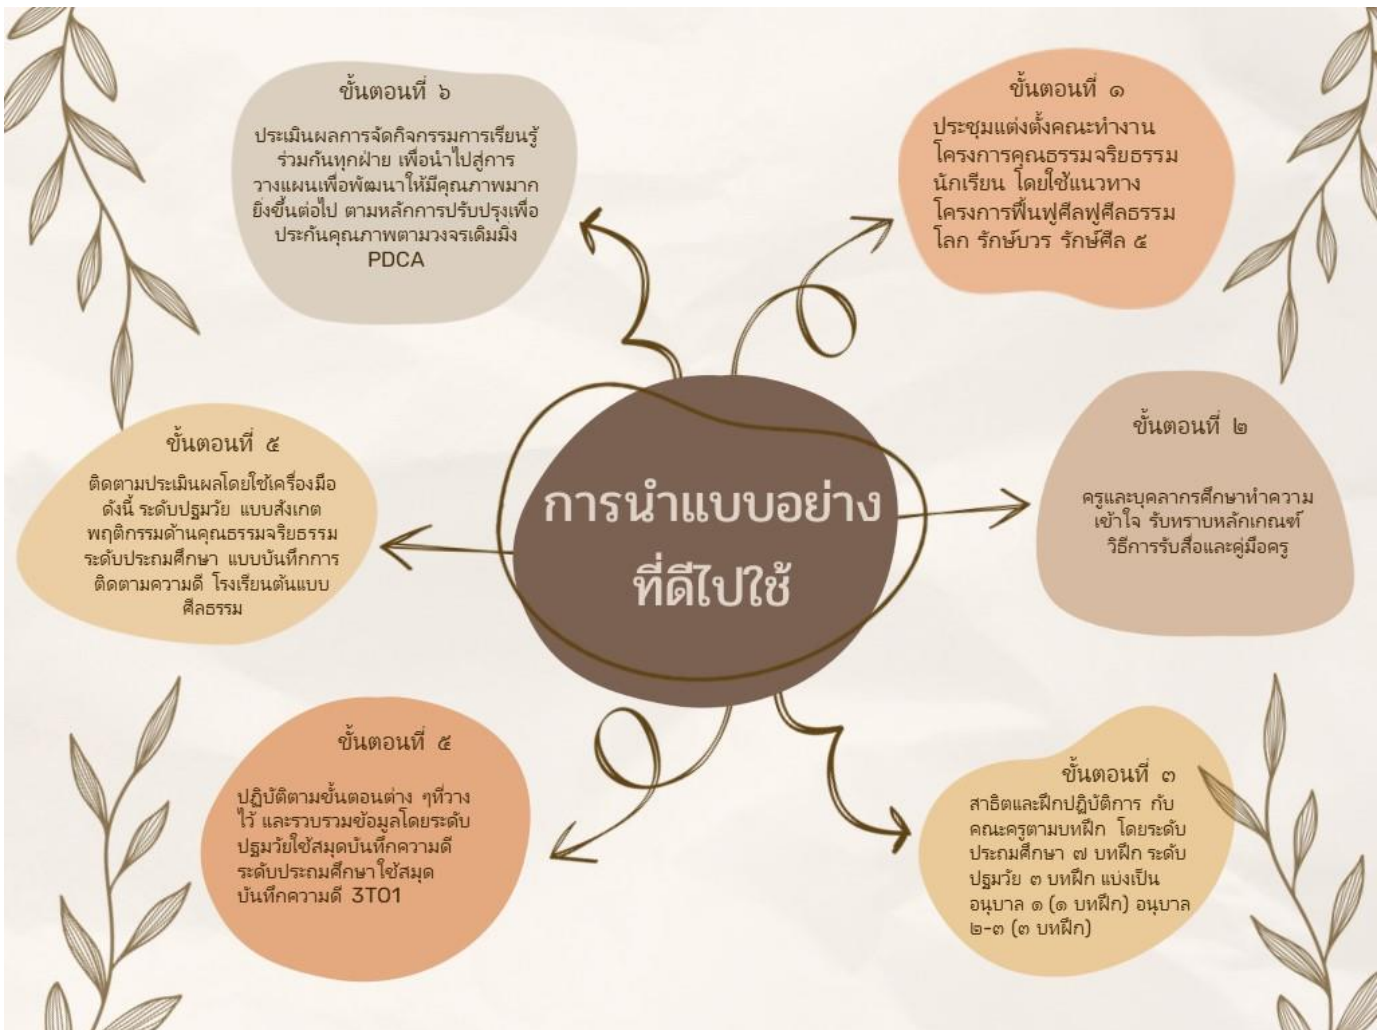 การนำแบบอย่าง
ที่ดีไปใช้
ขั้นตอนที่ ๑
ประชุมแต่งตั้งคณะทำงาน
โครงการคุณธรรมจริยธรรม
นักเรียน โดยใช้แนวทาง
โครงการฟื้นฟูศีลฟูศีลธรรม
โลก รักษ์บวร รักษ์ศีล ๕
ขั้นตอนที่ ๒
ครูและบุคลากรศึกษาทำความ
เข้าใจ รับทราบหลักเกณฑ์
วิธีการรับสื่อและคู่มือครู
ขั้นตอนที่ ๓
สาธิตและฝึกปฏิบัติการ กับ
คณะครูตามบทฝึก โดยระดับ
ประถมศึกษา ๗ บทฝึก ระดับ
ปฐมวัย ๓ บทฝึก แบ่งเป็น
อนุบาล ๑ (๑ บทฝึก) อนุบาล
๒-๓ (๓ บทฝึก)
ขั้นตอนที่ ๕
ปฏิบัติตามขั้นตอนต่าง ๆที่วาง
ไว้ และรวบรวมข้อมูลโดยระดับ
ปฐมวัยใช้สมุดบันทึกความดี
ระดับประถมศึกษาใช้สมุด
บันทึกความดี 3TO1
ขั้นตอนที่ ๕
ติดตามประเมินผลโดยใช้เครื่องมือ
ดังนี้ ระดับปฐมวัย แบบสังเกต
พฤติกรรมด้านคุณธรรมจริยธรรม
ระดับประถมศึกษา แบบบันทึกการ
ติดตามความดี โรงเรียนต้นแบบ
ศีลธรรม
ขั้นตอนที่ ๖
ประเมินผลการจัดกิจกรรมการเรียนรู้
ร่วมกันทุกฝ่าย เพื่อนำไปสู่การ
วางแผนเพื่อพัฒนาให้มีคุณภาพมาก
ยิ่งขึ้นต่อไป ตามหลักการปรับปรุงเพื่อ
ประกันคุณภาพตามวงจรเดิมมิ่ง
PDCA